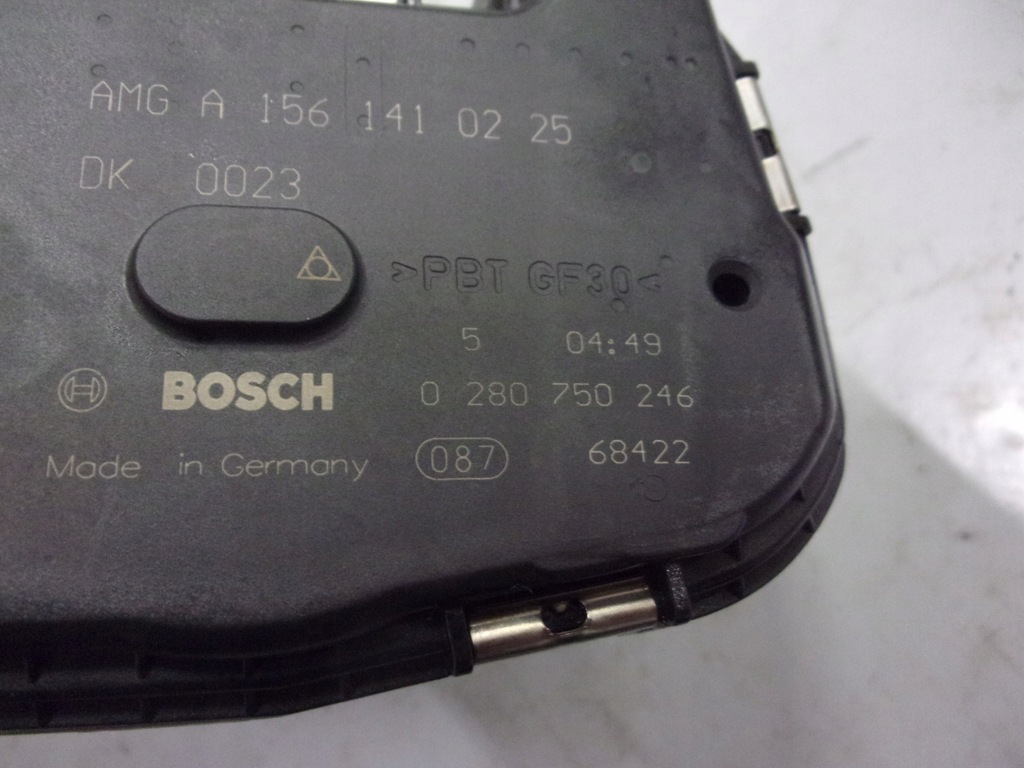 AMG A 156 141 02 25
DK 0023
>PBT GF30<
5 04:49
BOSCH 0 280 750 246
Made in Germany 087 68422